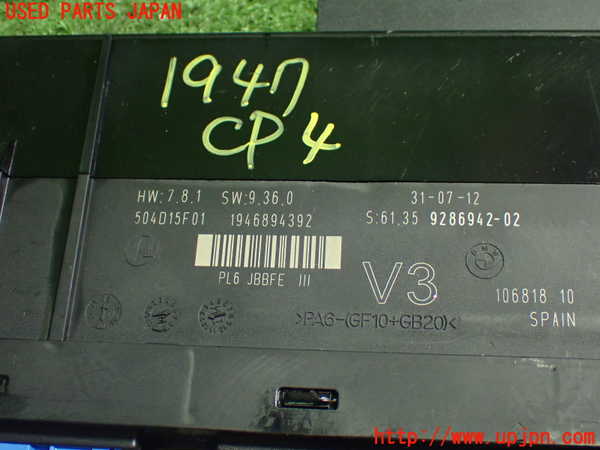 USED PARTS JAPAN
1947
CP4
HW:7.8.1 SW:9.36.0 31-07-12
504D15F01 1946894392 S:61.35 9286942-02
PL6 JBBFE III
V3
106818 10
>PA6-(GF10+GB20)<
SPAIN
http://www.upjpn.com/